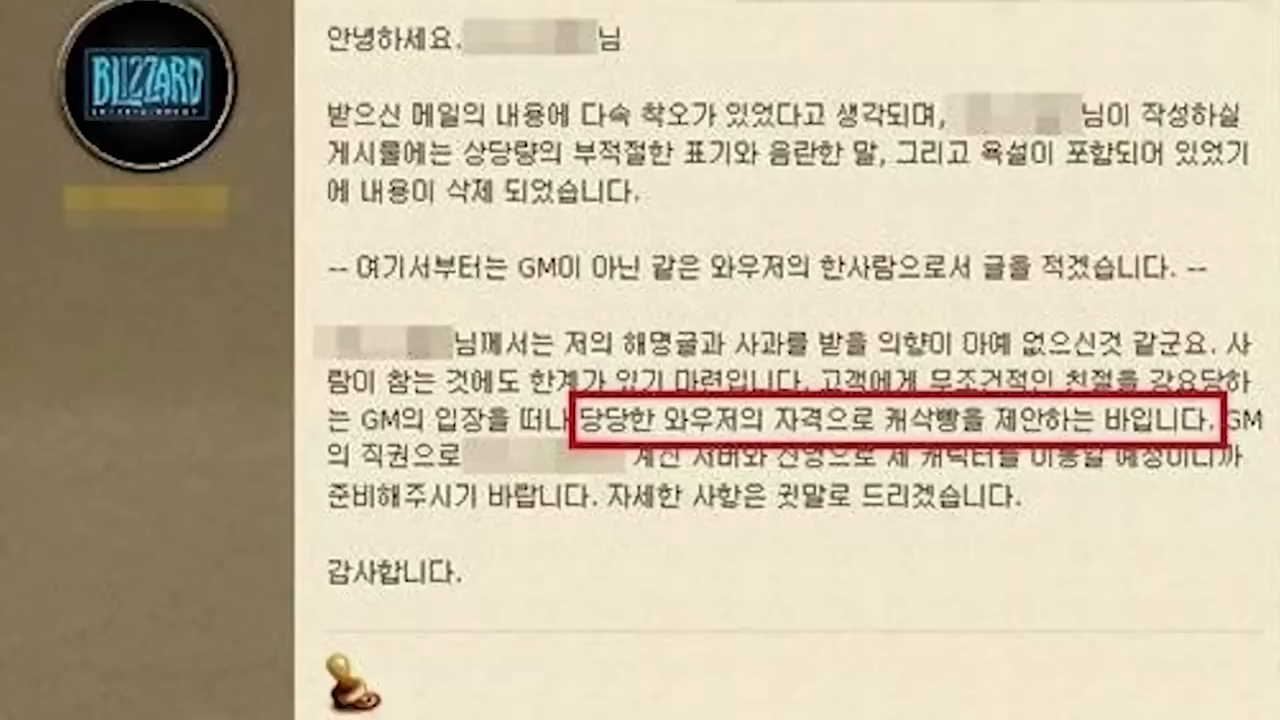 BLIZZARD
ENTERTAINMENT
안녕하세요. 님
받으신 메일의 내용에 다속 착오가 있었다고 생각되며, 님이 작성하실
게시물에는 상당량의 부적절한 표기와 음란한 말, 그리고 욕설이 포함되어 있었기
에 내용이 삭제 되었습니다.
-- 여기서부터는 GM이 아닌 같은 와우저의 한사람으로서 글을 적겠습니다. --
님께서는 저의 해명글과 사과를 받을 의향이 아예 없으신것 같군요. 사
람이 참는 것에도 한계가 있기 마련입니다. 고객에게 무조건적인 친절을 강요당하
는 GM의 입장을 떠나 당당한 와우저의 자격으로 캐삭빵을 제안하는 바입니다. GM
의 직권으로 계신 서버와 진영으로 제 캐릭터를 이동할 예정이니까
준비해주시기 바랍니다. 자세한 사항은 귓말로 드리겠습니다.
감사합니다.